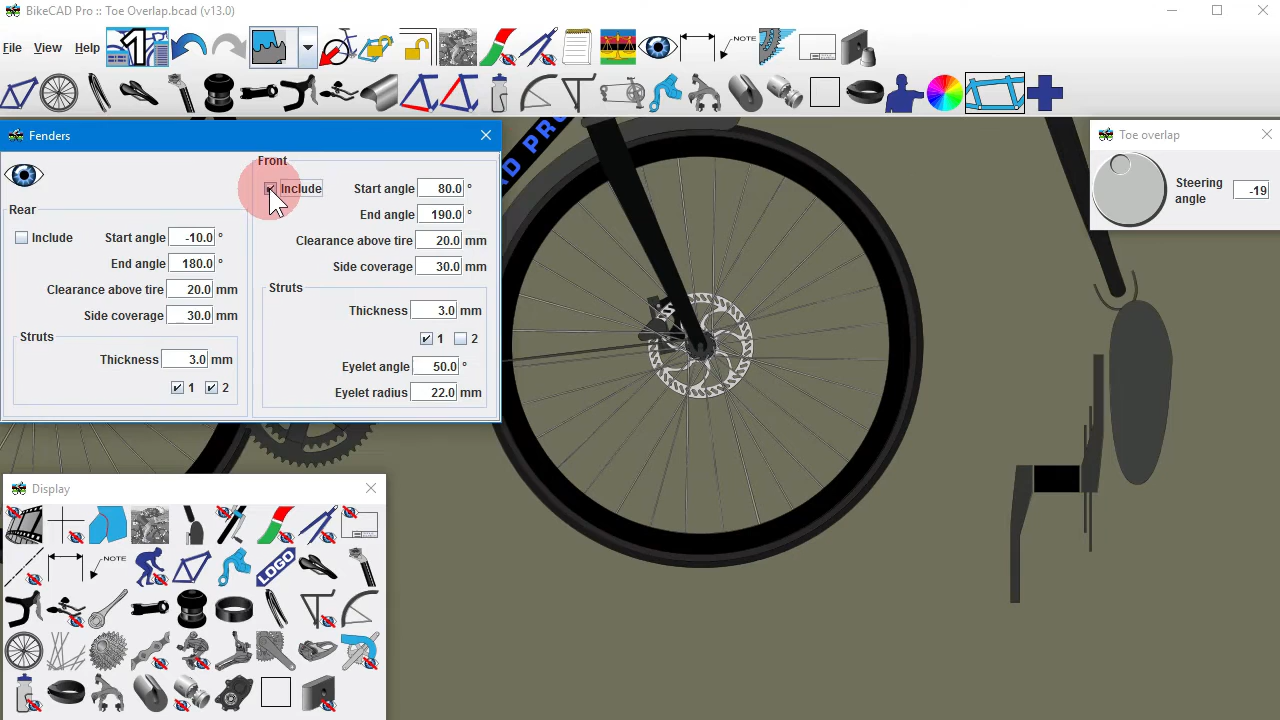 BikeCAD Pro :: Toe Overlap.bcad (v13.0)
File View Help
1
NOTE
Fenders
Front
Include Start angle 80.0 °
End angle 190.0 °
Clearance above tire 20.0 mm
Side coverage 30.0 mm
Struts
Thickness 3.0 mm
1 2
Eyelet angle 50.0 °
Eyelet radius 22.0 mm
Rear
Include Start angle -10.0 °
End angle 180.0 °
Clearance above tire 20.0 mm
Side coverage 30.0 mm
Struts
Thickness 3.0 mm
1 2
AD PRO
Toe overlap
Steering angle -19
Display
NOTE
LOGO